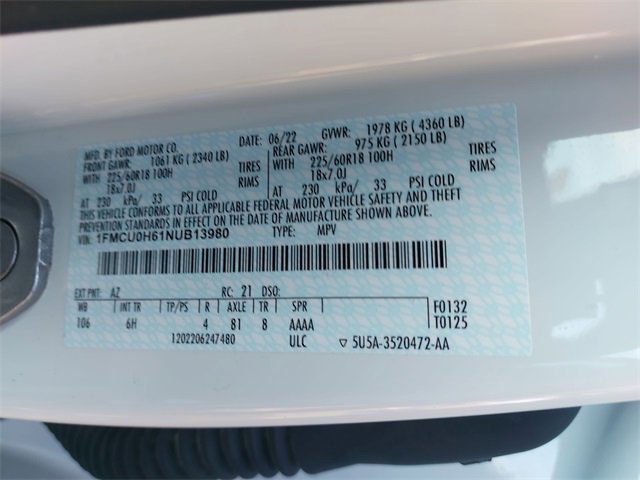 MFD. BY FORD MOTOR CO. DATE: 06/22 GVWR: 1978 KG ( 4360 LB)
FRONT GAWR: 1061 KG ( 2340 LB) REAR GAWR: 975 KG ( 2150 LB)
WITH 225/60R18 100H TIRES WITH 225/60R18 100H TIRES
18x7.0J 18x7.0J
AT 230 kPa/ 33 PSI COLD AT 230 kPa/ 33 PSI COLD
THIS VEHICLE CONFORMS TO ALL APPLICABLE FEDERAL MOTOR VEHICLE SAFETY AND THEFT
PREVENTION STANDARDS IN EFFECT ON THE DATE OF MANUFACTURE SHOWN ABOVE.
VIN: 1FMCU0H61NUB13980 TYPE: MPV
EXT PNT: AZ RC: 21 DSO:
WB INT TR TP/PS R AXLE TR SPR F0132
106 6H 4 81 8 AAAA T0125
1202206247480 ULC ▽ 5U5A-3520472-AA